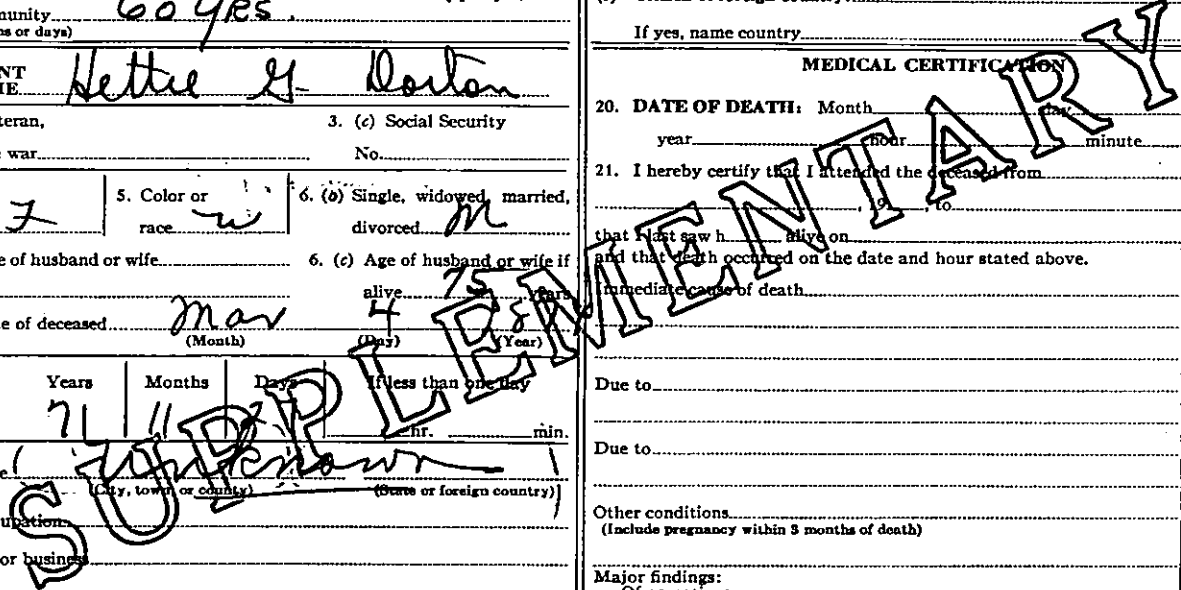 munity 60 yrs.
ns or days)
NT
ME Hettie G. Dorton
teran,
3. (c) Social Security
war
No.
F
5. Color or
race W
6. (b) Single, widowed, married,
divorced M
e of husband or wife
6. (c) Age of husband or wife if
alive 75 years
e of deceased Mar 4
(Month) (Day) (Year)
Years Months Days If less than one day
71 11 hr. min.
e Unknown
(City, town, or county) (State or foreign country)
upation
or business
If yes, name country
MEDICAL CERTIFICATION
20. DATE OF DEATH: Month day
year hour minute
21. I hereby certify that I attended the deceased from
, 19 , to
that I last saw h alive on
and that death occurred on the date and hour stated above.
Immediate cause of death
Due to
Due to
Other conditions
(Include pregnancy within 3 months of death)
Major findings:
SUPPLEMENTARY